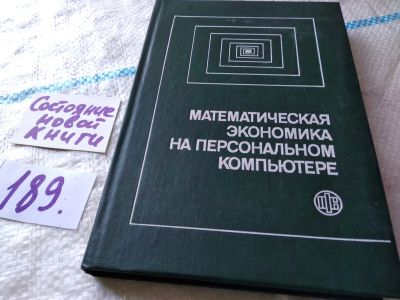 Состояние
новой
книги
189.
МАТЕМАТИЧЕСКАЯ
ЭКОНОМИКА
НА ПЕРСОНАЛЬНОМ
КОМПЬЮТЕРЕ